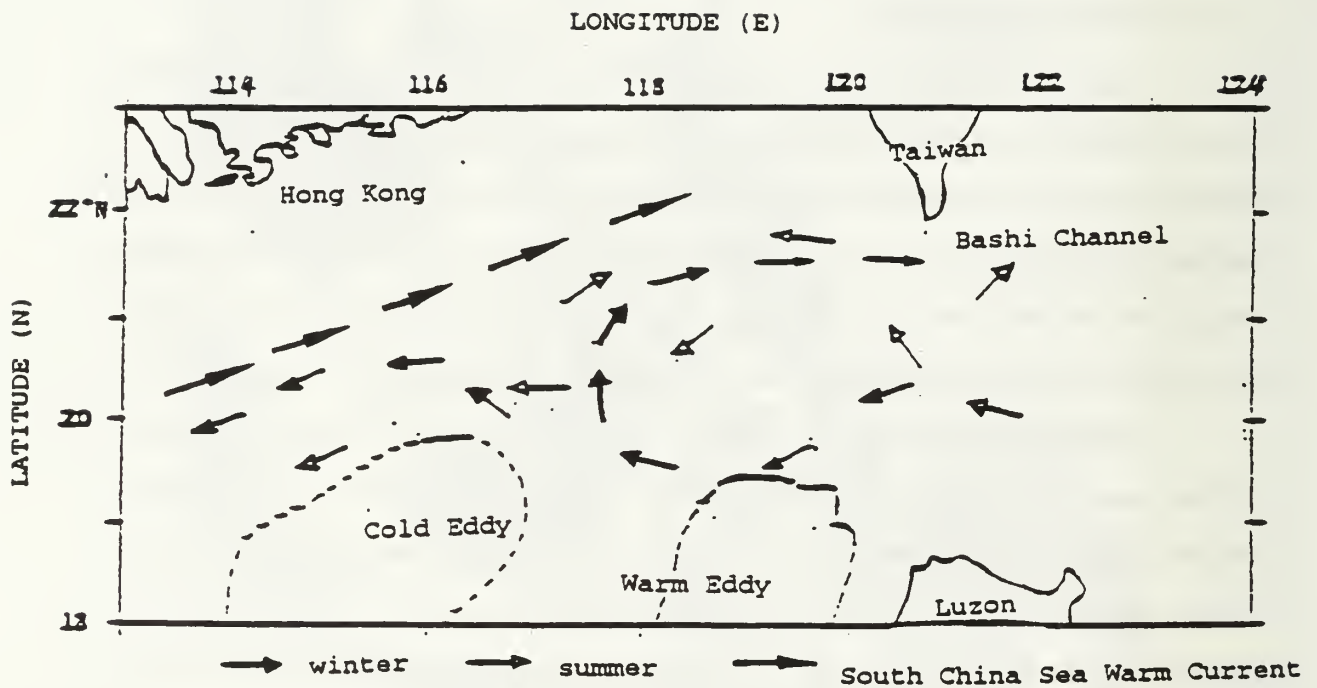 LONGITUDE (E)
114 116 118 120 122 124
Taiwan
Hong Kong
22°N
Bashi Channel
LATITUDE (N)
20
Cold Eddy
Warm Eddy
Luzon
18
winter summer South China Sea Warm Current